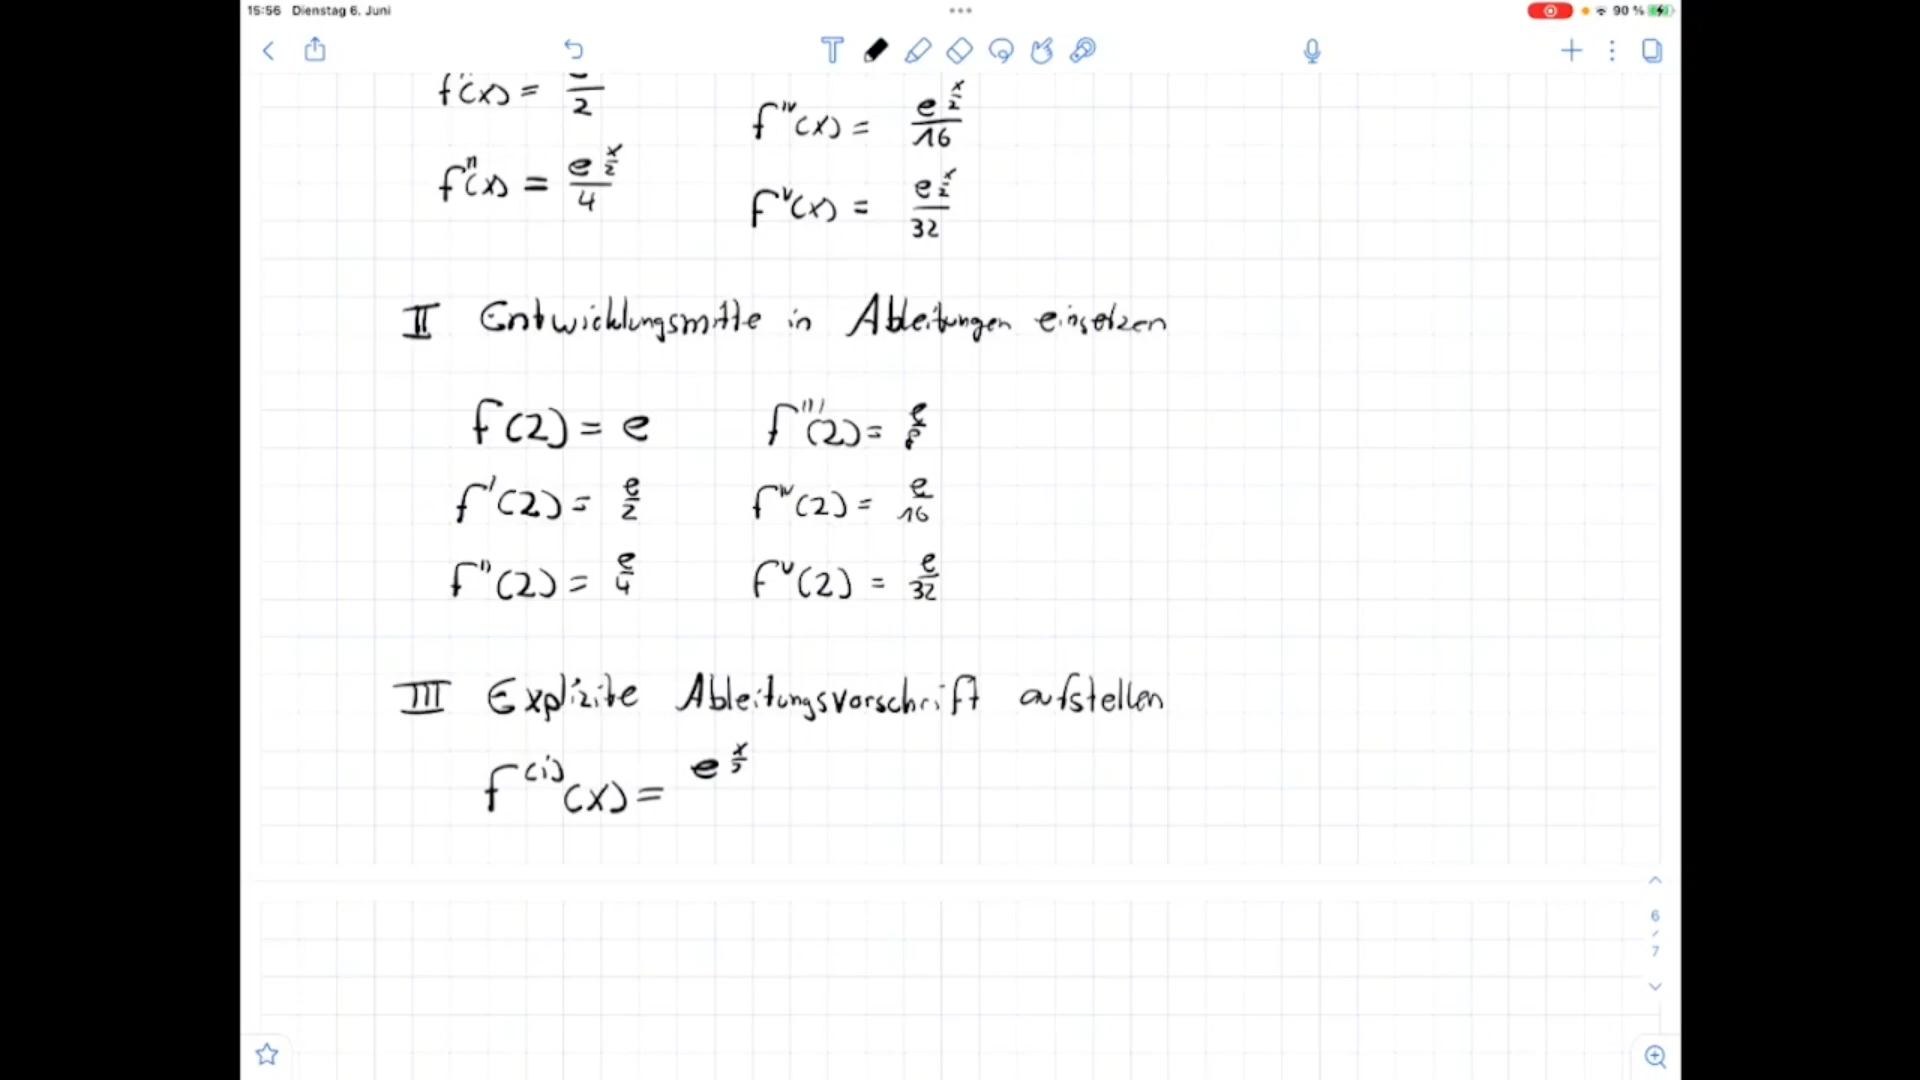 15:56 Dienstag 6. Juni
90 %
f'(x) = 2
f^IV(x) = e^(x/2)/16
f''(x) = e^(x/2)/4
f^V(x) = e^(x/2)/32
II Entwicklungsmitte in Ableitungen einsetzen
f(2) = e f'''(2) = e/8
f'(2) = e/2 f^IV(2) = e/16
f''(2) = e/4 f^V(2) = e/32
III Explizite Ableitungsvorschrift aufstellen
f^(i)(x) = e^(x/2)
6
/
7